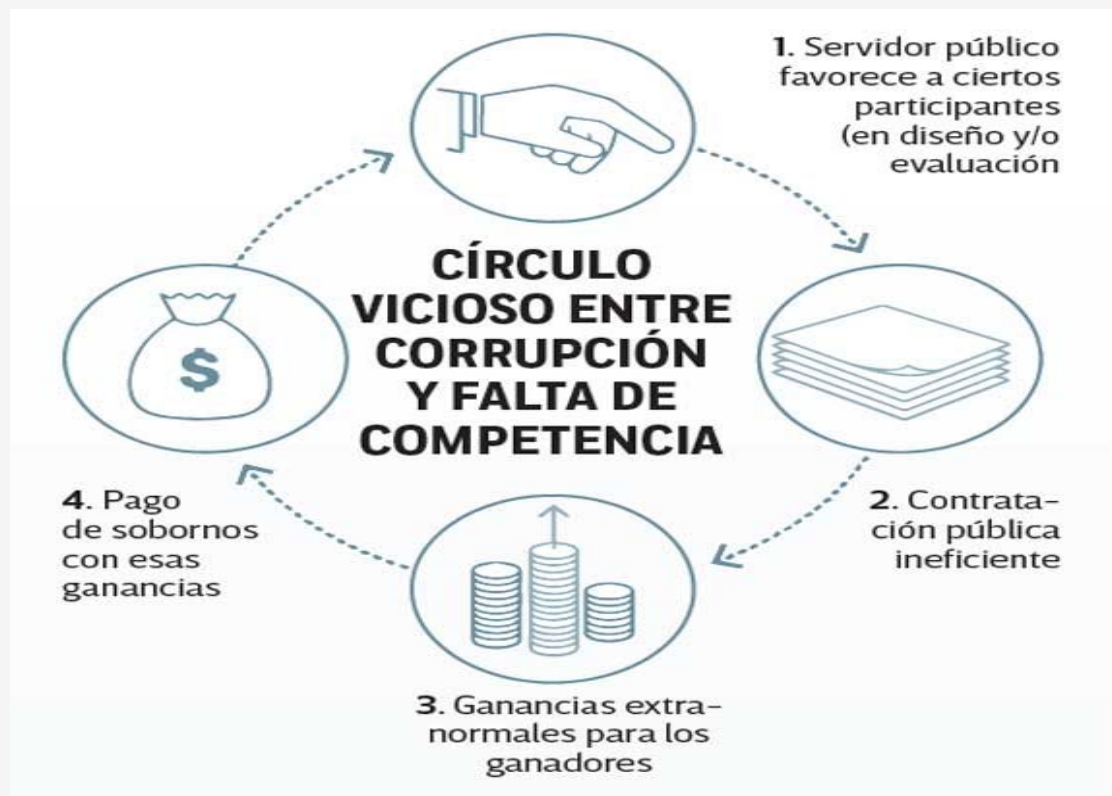 1. Servidor público
favorece a ciertos
participantes
(en diseño y/o
evaluación
CÍRCULO
VICIOSO ENTRE
CORRUPCIÓN
Y FALTA DE
COMPETENCIA
$
2. Contrata-
ción pública
ineficiente
3. Ganancias extra-
normales para los
ganadores
4. Pago
de sobornos
con esas
ganancias